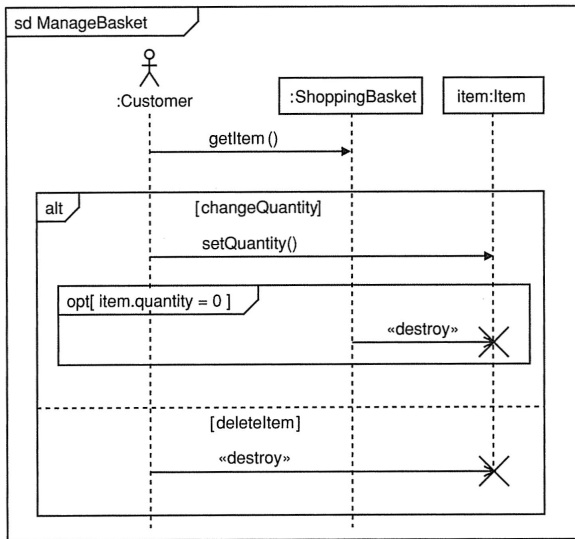 sd ManageBasket
:Customer
:ShoppingBasket
item:Item
getItem()
alt
[changeQuantity]
setQuantity()
opt[ item.quantity = 0 ]
«destroy»
[deleteItem]
«destroy»